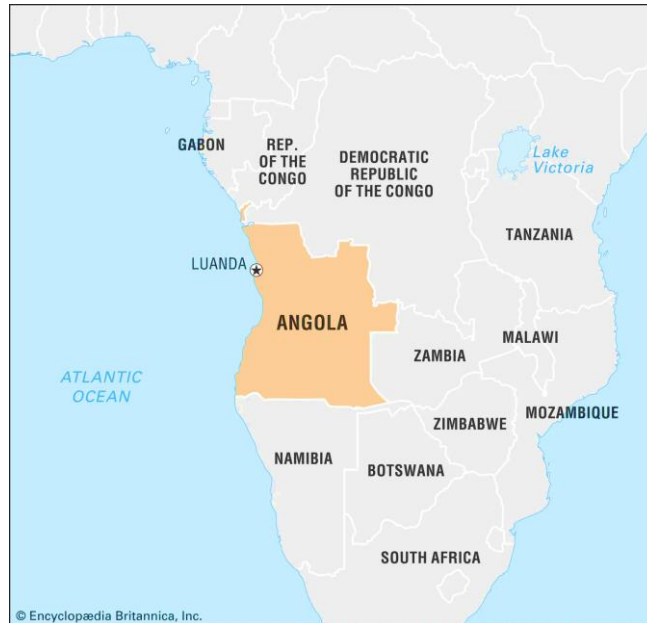 GABON
REP.
OF THE
CONGO
DEMOCRATIC
REPUBLIC
OF THE CONGO
Lake
Victoria
TANZANIA
LUANDA
ANGOLA
ZAMBIA
MALAWI
ATLANTIC
OCEAN
MOZAMBIQUE
ZIMBABWE
NAMIBIA
BOTSWANA
SOUTH AFRICA
© Encyclopædia Britannica, Inc.